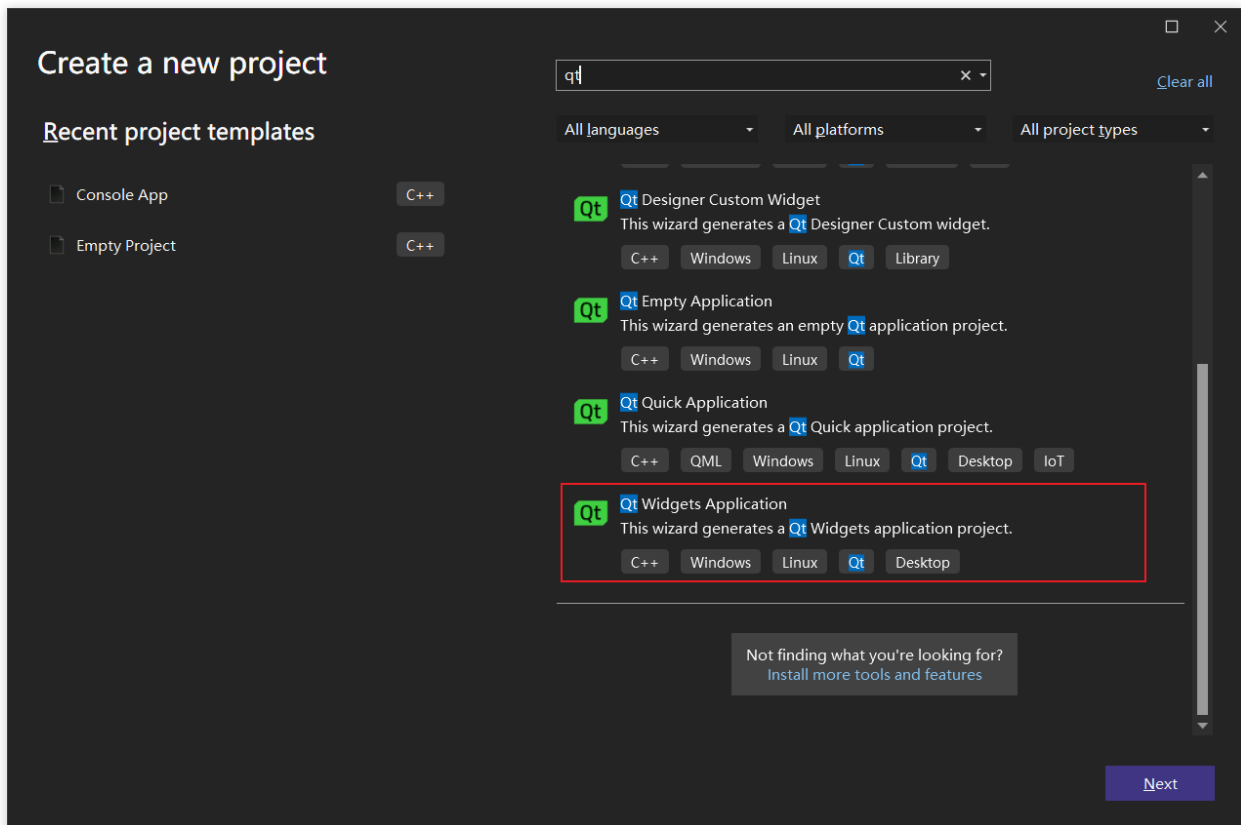 Create a new project
qt
Clear all
Recent project templates
All languages
All platforms
All project types
Console App
C++
Empty Project
C++
Qt
Qt Designer Custom Widget
This wizard generates a Qt Designer Custom widget.
C++ Windows Linux Qt Library
Qt
Qt Empty Application
This wizard generates an empty Qt application project.
C++ Windows Linux Qt
Qt
Qt Quick Application
This wizard generates a Qt Quick application project.
C++ QML Windows Linux Qt Desktop IoT
Qt
Qt Widgets Application
This wizard generates a Qt Widgets application project.
C++ Windows Linux Qt Desktop
Not finding what you're looking for?
Install more tools and features
Next